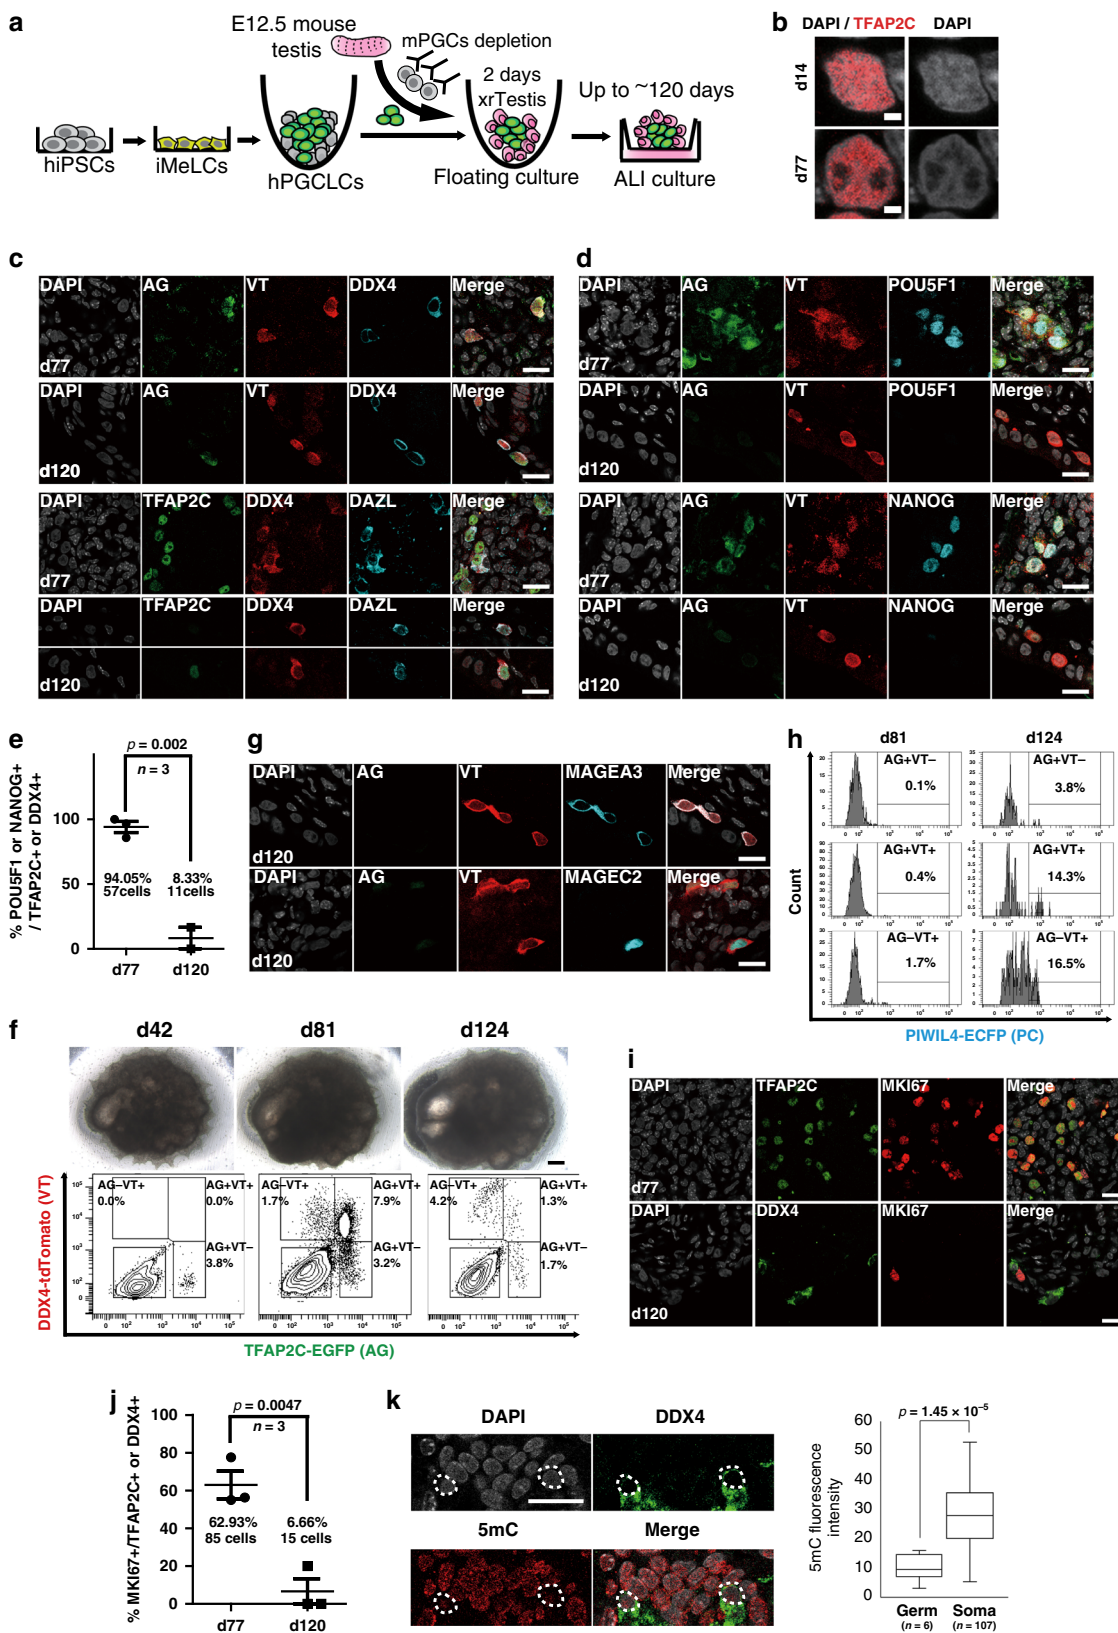 a
E12.5 mouse
testis
mPGCs depletion
2 days
xrTestis
Up to ~120 days
hiPSCs
iMeLCs
hPGCLCs
Floating culture
ALI culture
b
DAPI / TFAP2C
DAPI
d14
d77
c
DAPI AG VT DDX4 Merge
d77
DAPI AG VT DDX4 Merge
d120
DAPI TFAP2C DDX4 DAZL Merge
d77
DAPI TFAP2C DDX4 DAZL Merge
d120
d
DAPI AG VT POU5F1 Merge
d77
DAPI AG VT POU5F1 Merge
d120
DAPI AG VT NANOG Merge
d77
DAPI AG VT NANOG Merge
d120
e
% POU5F1 or NANOG+
/ TFAP2C+ or DDX4+
p = 0.002
n = 3
100
50
0
94.05%
57cells
8.33%
11cells
d77
d120
g
DAPI AG VT MAGEA3 Merge
d120
DAPI AG VT MAGEC2 Merge
d120
h
d81
d124
Count
AG+VT−
0.1%
AG+VT−
3.8%
AG+VT+
0.4%
AG+VT+
14.3%
AG−VT+
1.7%
AG−VT+
16.5%
PIWIL4-ECFP (PC)
f
d42
d81
d124
DDX4-tdTomato (VT)
AG−VT+
0.0%
AG+VT+
0.0%
AG+VT−
3.8%
AG−VT+
1.7%
AG+VT+
7.9%
AG+VT−
3.2%
AG−VT+
4.2%
AG+VT+
1.3%
AG+VT−
1.7%
TFAP2C-EGFP (AG)
i
DAPI TFAP2C MKI67 Merge
d77
DAPI DDX4 MKI67 Merge
d120
j
% MKI67+/TFAP2C+ or DDX4+
p = 0.0047
n = 3
100
80
60
40
20
0
62.93%
85 cells
6.66%
15 cells
d77
d120
k
DAPI
DDX4
5mC
Merge
p = 1.45 × 10⁻⁵
5mC fluorescence
intensity
60
50
40
30
20
10
0
Germ
(n = 6)
Soma
(n = 107)